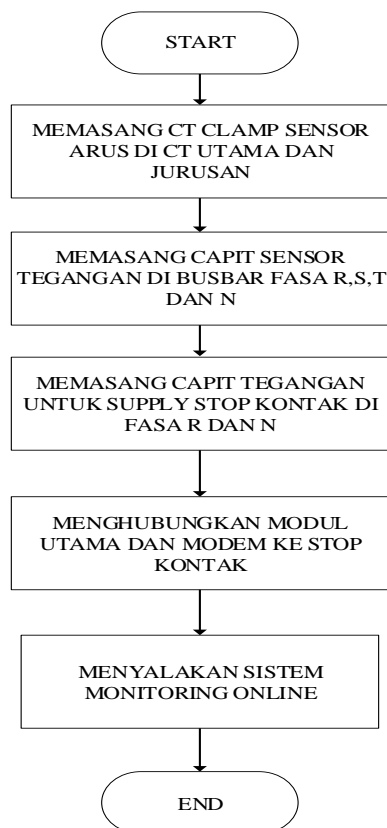 START
MEMASANG CT CLAMP SENSOR
ARUS DI CT UTAMA DAN
JURUSAN
MEMASANG CAPIT SENSOR
TEGANGAN DI BUSBAR FASA R,S,T
DAN N
MEMASANG CAPIT TEGANGAN
UNTUK SUPPLY STOP KONTAK DI
FASA R DAN N
MENGHUBUNGKAN MODUL
UTAMA DAN MODEM KE STOP
KONTAK
MENYALAKAN SISTEM
MONITORING ONLINE
END